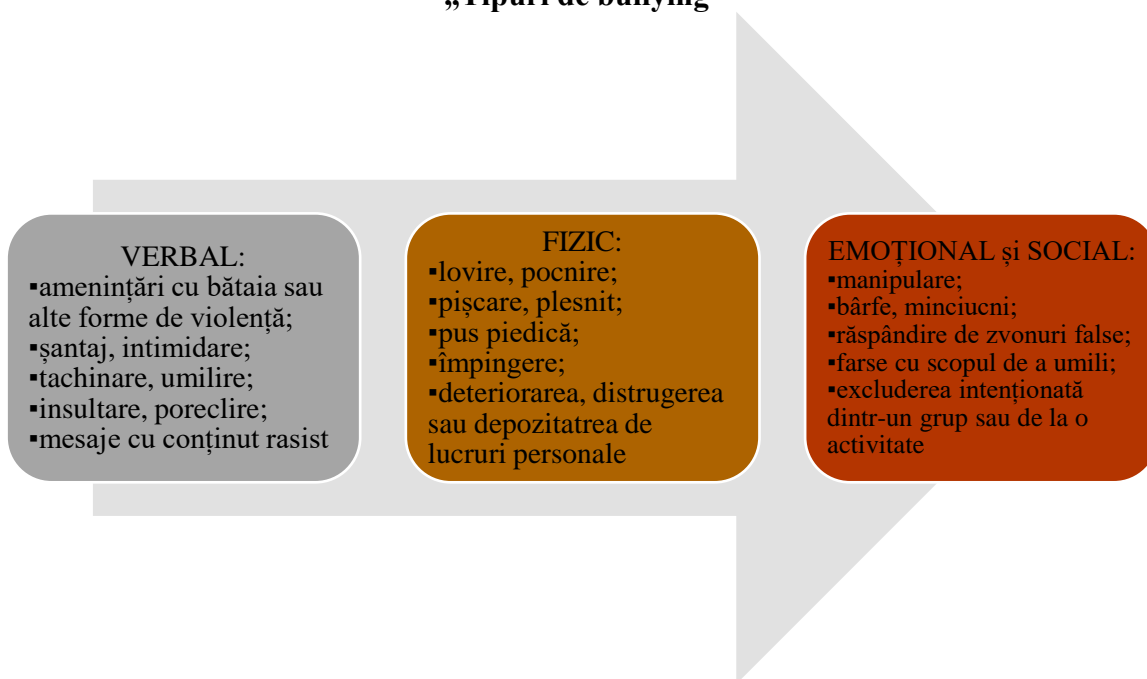 „Tipuri de bullying
VERBAL:
▪amenințări cu bătaia sau
alte forme de violență;
▪șantaj, intimidare;
▪tachinare, umilire;
▪insultare, poreclire;
▪mesaje cu conținut rasist
FIZIC:
▪lovire, pocnire;
▪pișcare, plesnit;
▪pus piedică;
▪împingere;
▪deteriorarea, distrugerea
sau depozitatrea de
lucruri personale
EMOȚIONAL și SOCIAL:
▪manipulare;
▪bârfe, minciucni;
▪răspândire de zvonuri false;
▪farse cu scopul de a umili;
▪excluderea intenționată
dintr-un grup sau de la o
activitate